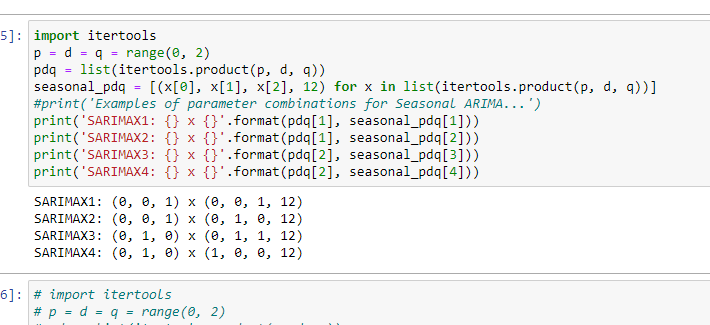 5]: import itertools
p = d = q = range(0, 2)
pdq = list(itertools.product(p, d, q))
seasonal_pdq = [(x[0], x[1], x[2], 12) for x in list(itertools.product(p, d, q))]
#print('Examples of parameter combinations for Seasonal ARIMA...')
print('SARIMAX1: {} x {}'.format(pdq[1], seasonal_pdq[1]))
print('SARIMAX2: {} x {}'.format(pdq[1], seasonal_pdq[2]))
print('SARIMAX3: {} x {}'.format(pdq[2], seasonal_pdq[3]))
print('SARIMAX4: {} x {}'.format(pdq[2], seasonal_pdq[4]))
SARIMAX1: (0, 0, 1) x (0, 0, 1, 12)
SARIMAX2: (0, 0, 1) x (0, 1, 0, 12)
SARIMAX3: (0, 1, 0) x (0, 1, 1, 12)
SARIMAX4: (0, 1, 0) x (1, 0, 0, 12)
6]: # import itertools
# p = d = q = range(0, 2)